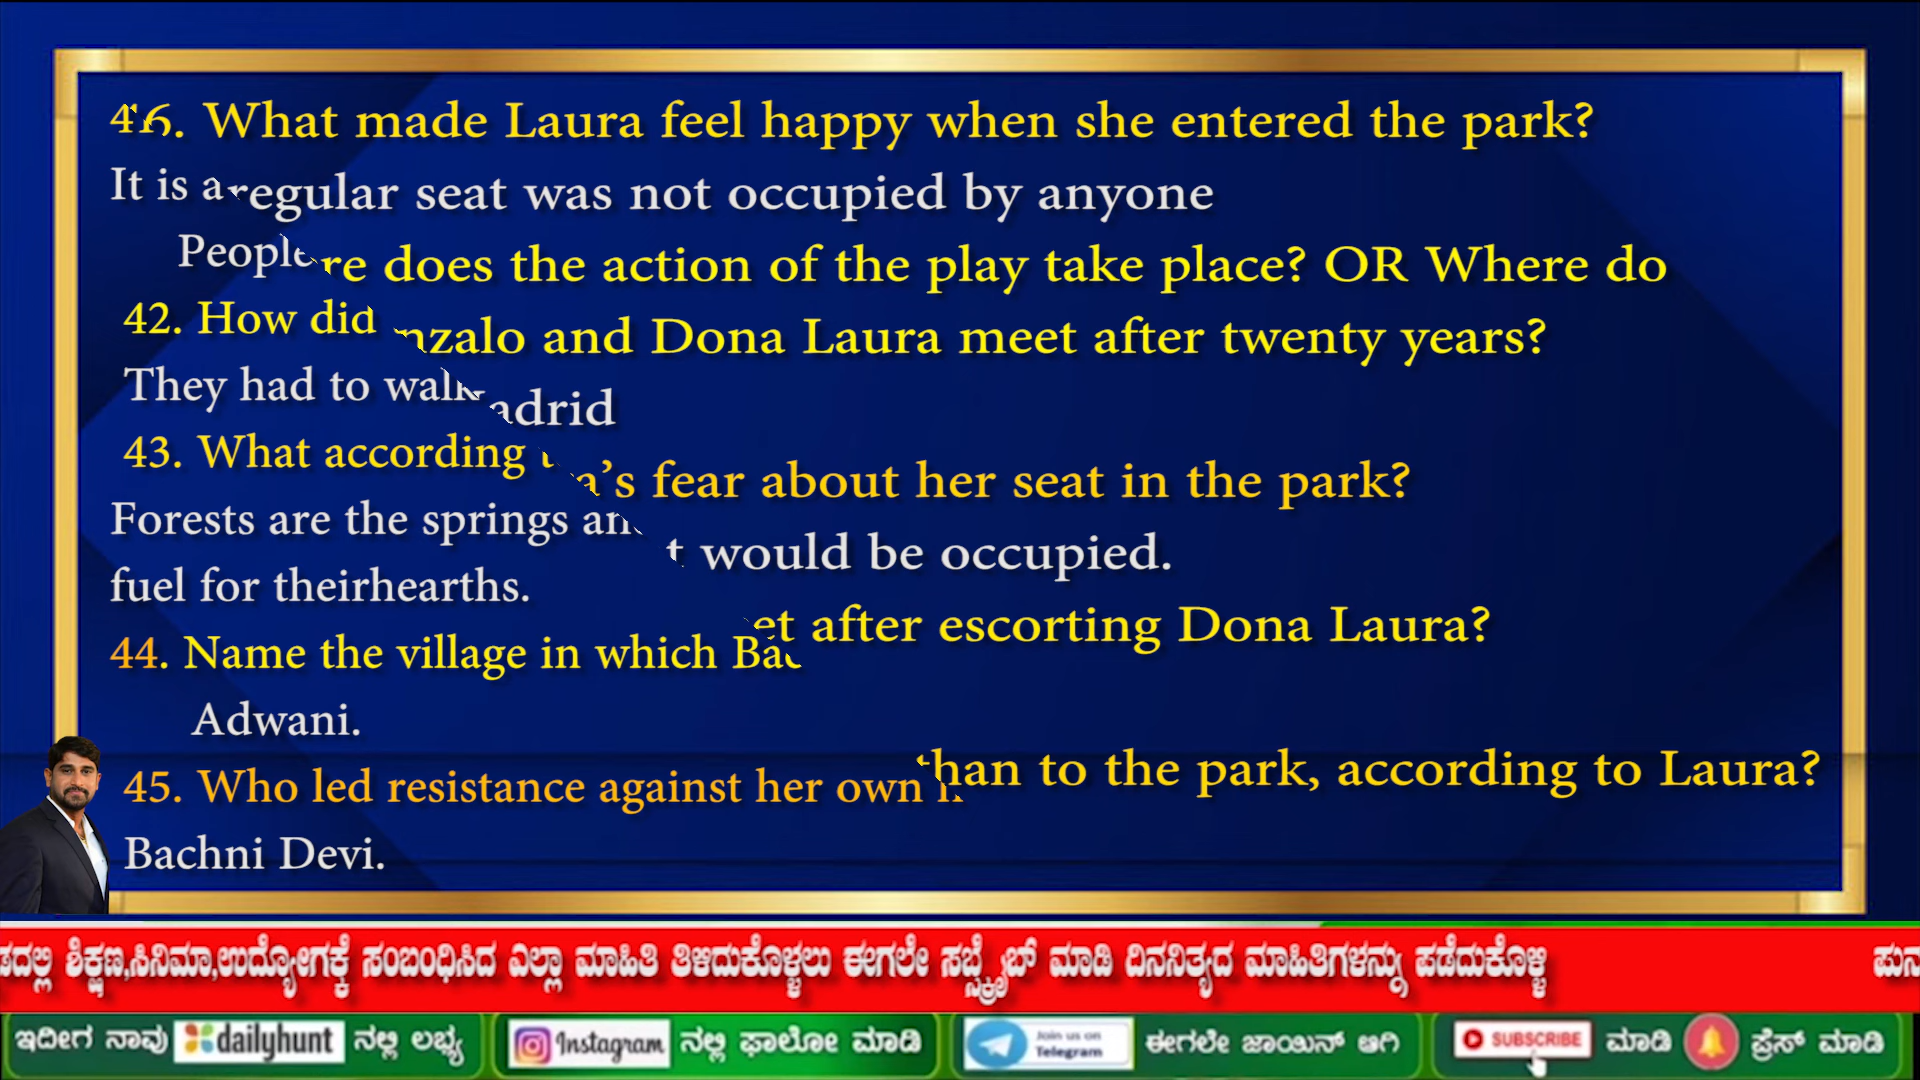 46. What made Laura feel happy when she entered the park?
It is a regular seat was not occupied by anyone
People re does the action of the play take place? OR Where do
42. How did nzalo and Dona Laura meet after twenty years?
They had to walk adrid
43. What according a's fear about her seat in the park?
Forests are the springs an
t would be occupied.
fuel for theirhearths.
et after escorting Dona Laura?
44. Name the village in which Bac
Adwani.
than to the park, according to Laura?
45. Who led resistance against her own
Bachni Devi.
ಶಿಕ್ಷಣ,ಸಿನಿಮಾ,ಉದ್ಯೋಗಕ್ಕೆ ಸಂಬಂಧಿಸಿದ ಎಲ್ಲಾ ಮಾಹಿತಿ ತಿಳಿದುಕೊಳ್ಳಲು ಈಗಲೇ ಸಬ್ಸ್ಕ್ರೈಬ್ ಮಾಡಿ ದಿನನಿತ್ಯದ ಮಾಹಿತಿಗಳನ್ನು ಪಡೆದುಕೊಳ್ಳಿ
ಇದೀಗ ನಾವು dailyhunt ನಲ್ಲಿ ಲಭ್ಯ Instagram ನಲ್ಲಿ ಫಾಲೋ ಮಾಡಿ Join us on Telegram ಈಗಲೇ ಜಾಯಿನ್ ಆಗಿ SUBSCRIBE ಮಾಡಿ ಪ್ರೆಸ್ ಮಾಡಿ